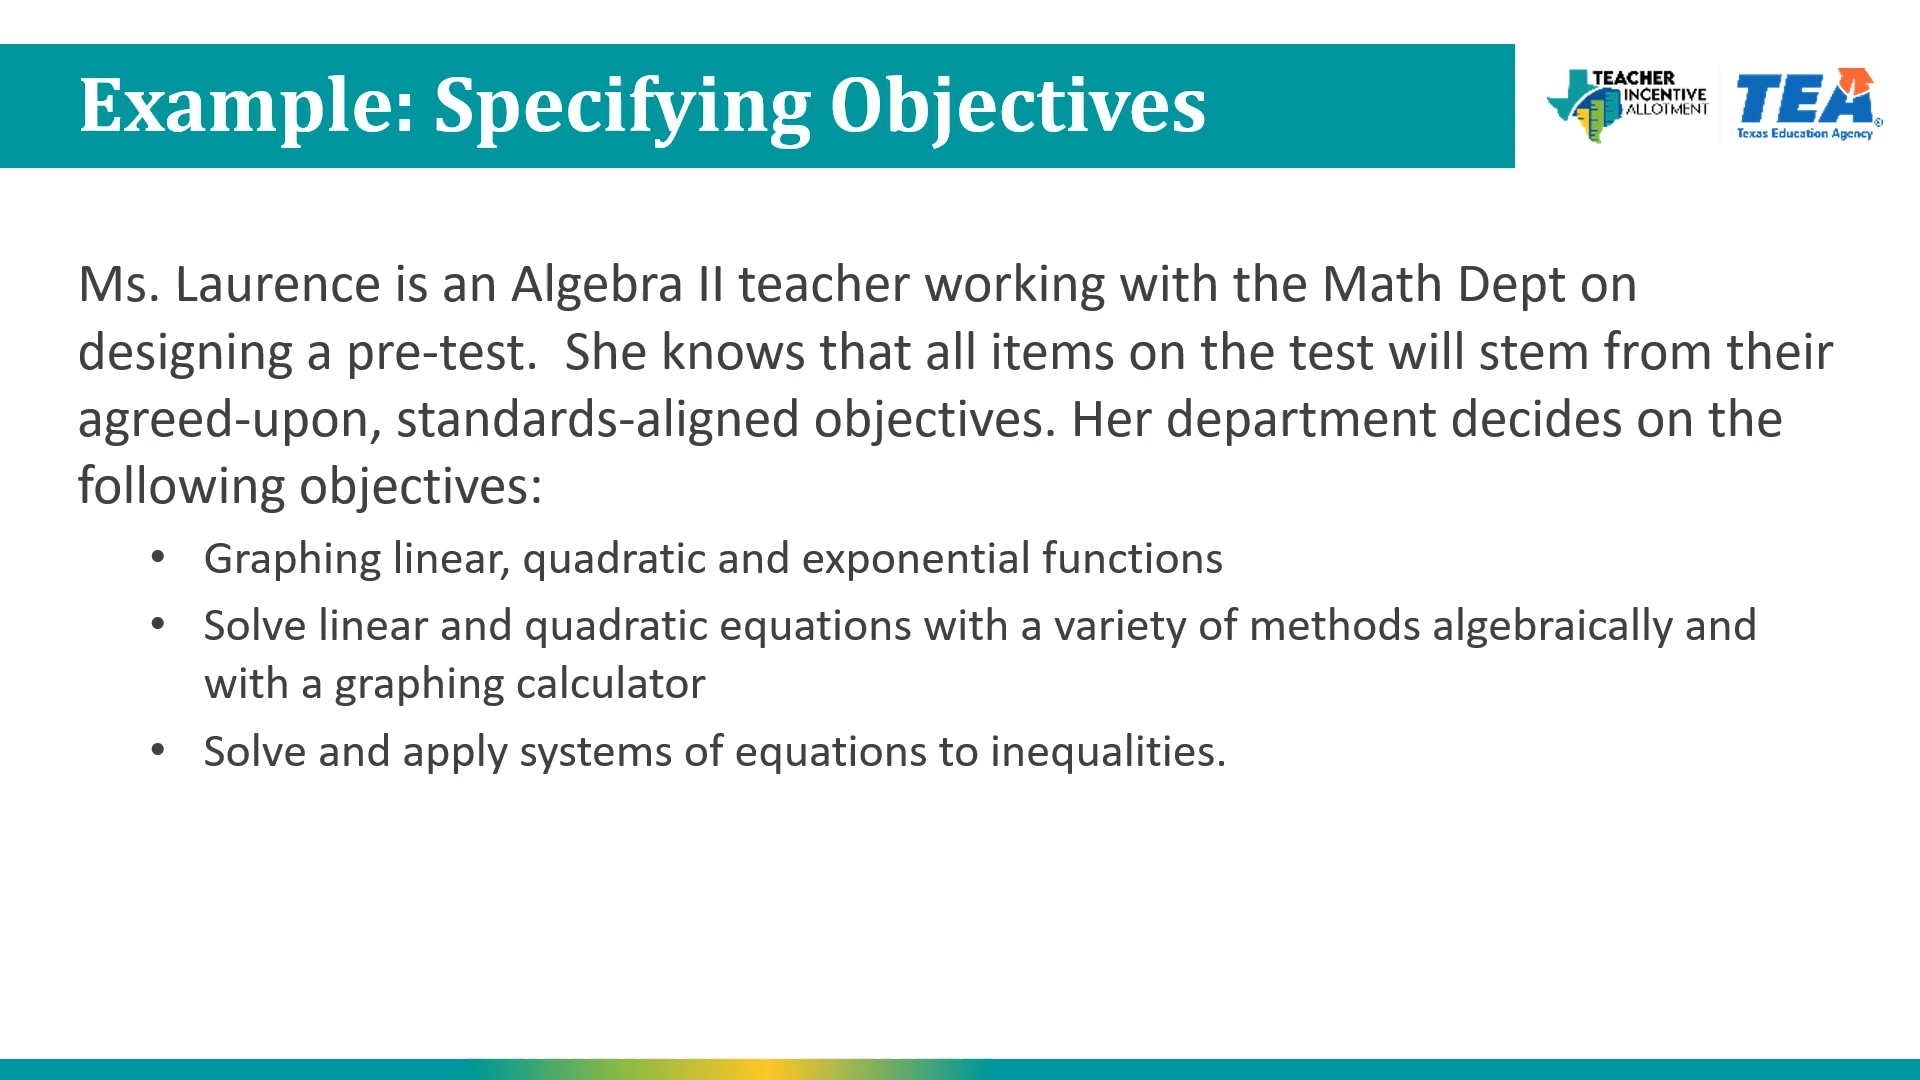 Example: Specifying Objectives
TEACHER
INCENTIVE
ALLOTMENT
TEA
Texas Education Agency
Ms. Laurence is an Algebra II teacher working with the Math Dept on
designing a pre-test.  She knows that all items on the test will stem from their
agreed-upon, standards-aligned objectives. Her department decides on the
following objectives:
• Graphing linear, quadratic and exponential functions
• Solve linear and quadratic equations with a variety of methods algebraically and
with a graphing calculator
• Solve and apply systems of equations to inequalities.